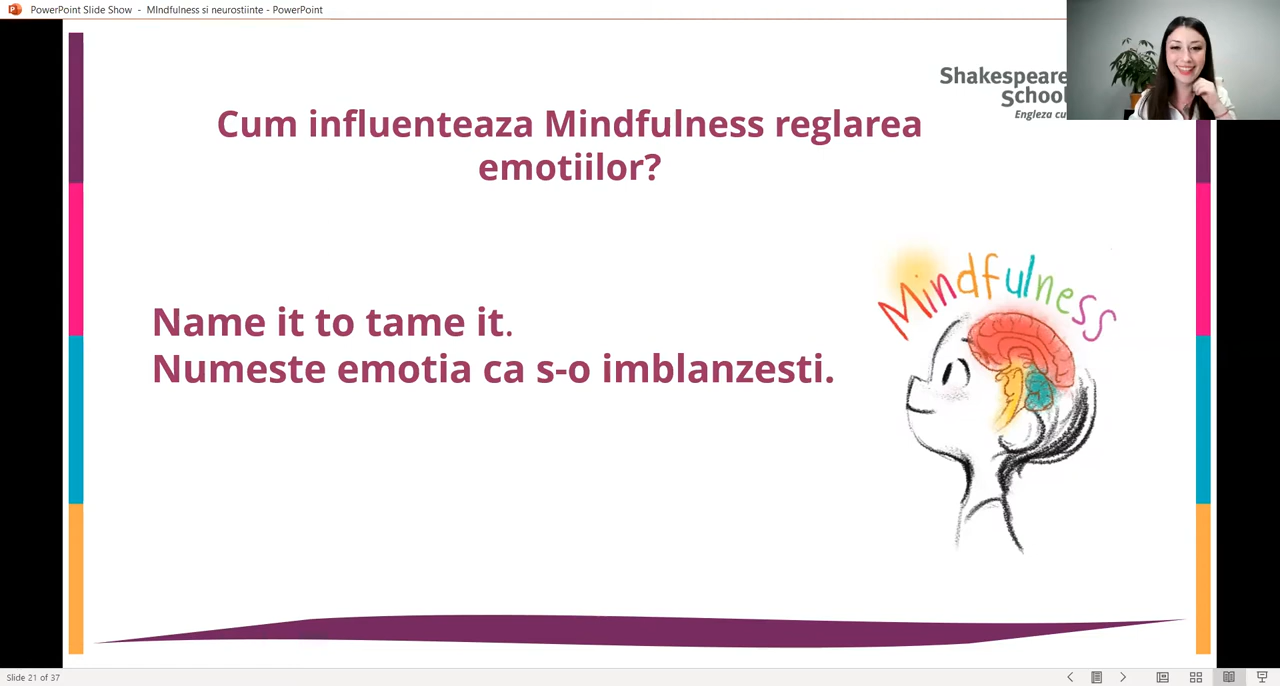 PowerPoint Slide Show - MIndfulness si neurostiinte - PowerPoint
Shakespeare
School
Engleza cu
Cum influenteaza Mindfulness reglarea
emotiilor?
Mindfulness
Name it to tame it.
Numeste emotia ca s-o imblanzesti.
Slide 21 of 37